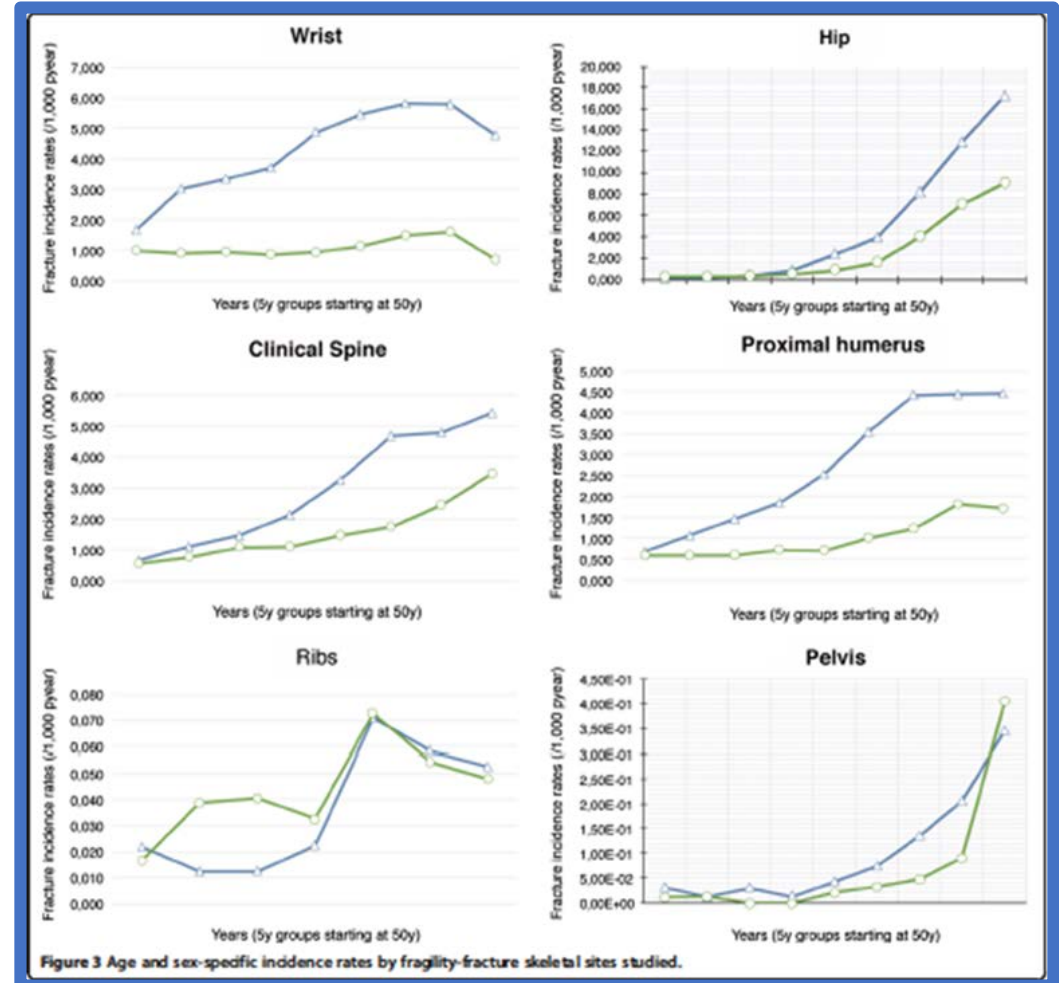 Wrist
Fracture incidence rates (/1,000 pyear)
7,000
6,000
5,000
4,000
3,000
2,000
1,000
0,000
Years (5y groups starting at 50y)
Hip
Fracture incidence rates (/1,000 pyear)
20,000
18,000
16,000
14,000
12,000
10,000
8,000
6,000
4,000
2,000
0,000
Years (5y groups starting at 50y)
Clinical Spine
Fracture incidence rates (/1,000 pyear)
6,000
5,000
4,000
3,000
2,000
1,000
0,000
Years (5y groups starting at 50y)
Proximal humerus
Fracture incidence rates (/1,000 pyear)
5,000
4,500
4,000
3,500
3,000
2,500
2,000
1,500
1,000
0,500
0,000
Years (5y groups starting at 50y)
Ribs
Fracture incidence rates (/1,000 pyear)
0,080
0,070
0,060
0,050
0,040
0,030
0,020
0,010
0,000
Years (5y groups starting at 50y)
Pelvis
Fracture incidence rates (/1,000 pyear)
4,50E-01
4,00E-01
3,00E-01
2,00E-01
1,50E-01
1,00E-01
5,00E-02
0,00E+00
Years (5y groups starting at 50y)
Figure 3 Age and sex-specific incidence rates by fragility-fracture skeletal sites studied.